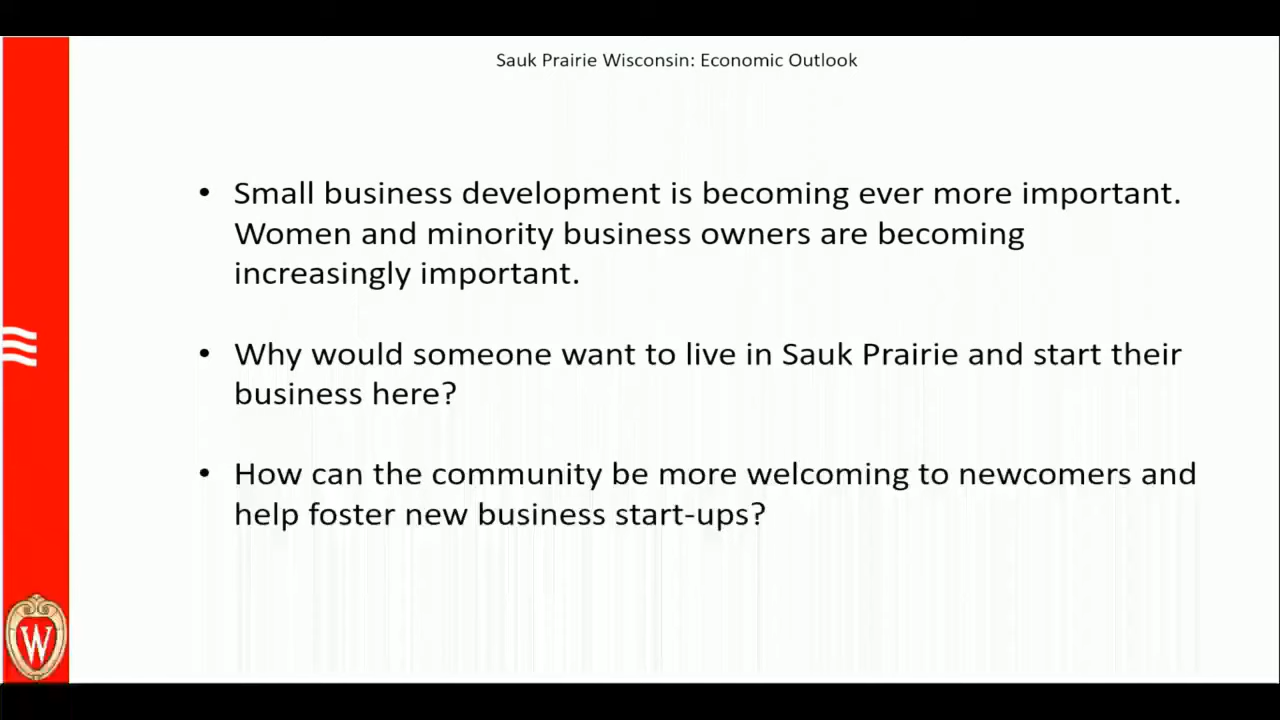 Sauk Prairie Wisconsin: Economic Outlook
• Small business development is becoming ever more important.
Women and minority business owners are becoming
increasingly important.
• Why would someone want to live in Sauk Prairie and start their
business here?
• How can the community be more welcoming to newcomers and
help foster new business start-ups?
W